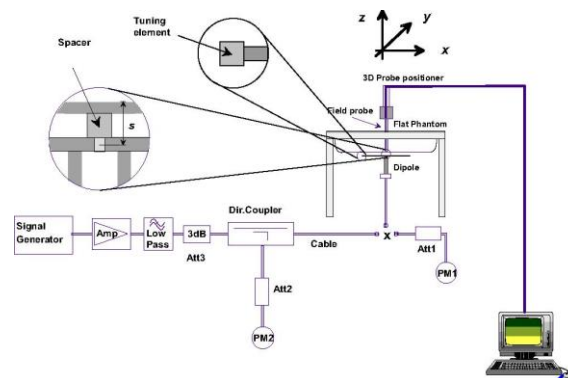 Tuning
element
Spacer
s
z
y
x
3D Probe positioner
Field probe
Flat Phantom
Dipole
Signal
Generator
Amp
Low
Pass
3dB
Att3
Dir.Coupler
Cable
x
Att1
PM1
Att2
PM2